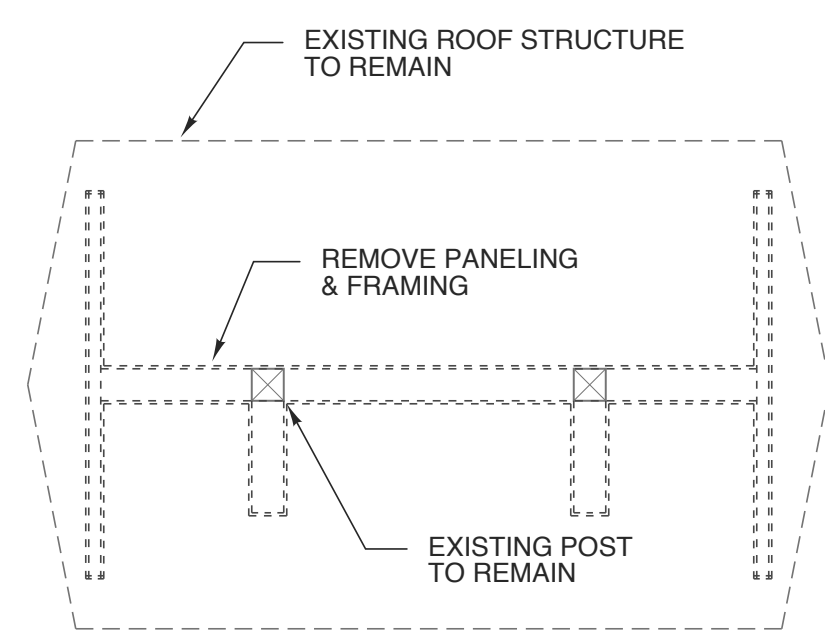 EXISTING ROOF STRUCTURE
TO REMAIN
REMOVE PANELING
& FRAMING
EXISTING POST
TO REMAIN